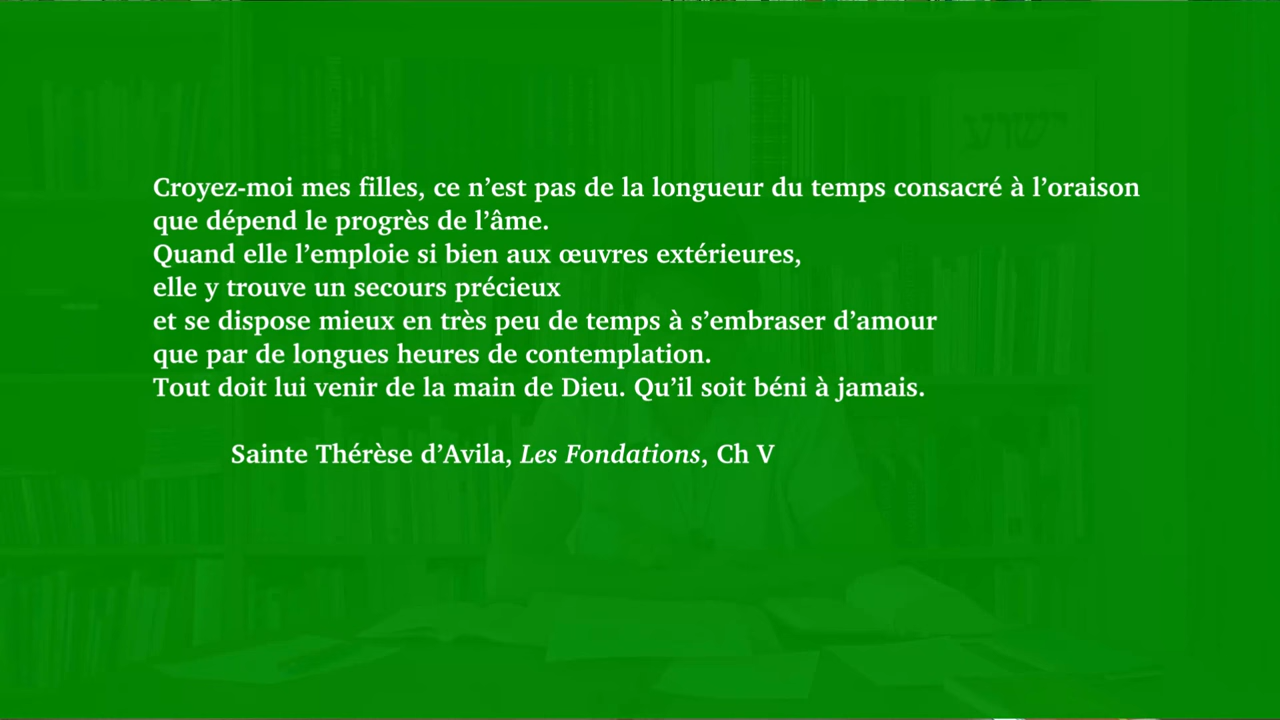 ישוע
Croyez-moi mes filles, ce n’est pas de la longueur du temps consacré à l’oraison
que dépend le progrès de l’âme.
Quand elle l’emploie si bien aux œuvres extérieures,
elle y trouve un secours précieux
et se dispose mieux en très peu de temps à s’embraser d’amour
que par de longues heures de contemplation.
Tout doit lui venir de la main de Dieu. Qu’il soit béni à jamais.
Sainte Thérèse d’Avila, Les Fondations, Ch V